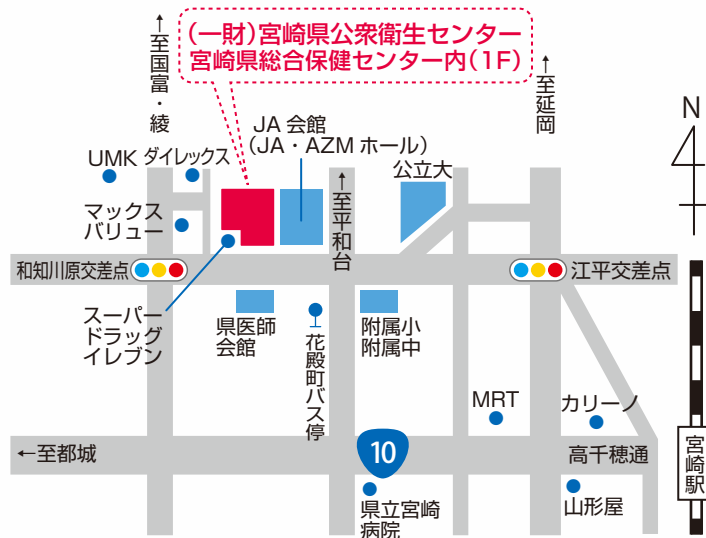 ↑至国富・綾
(一財)宮崎県公衆衛生センター
宮崎県総合保健センター内(1F)
↑至延岡
N
JA 会館
(JA・AZM ホール)
UMK
ダイレックス
公立大
マックス
バリュー
↑至平和台
和知川原交差点
江平交差点
スーパー
ドラッグ
イレブン
県医師
会館
花殿町バス停
附属小
附属中
MRT
カリーノ
←至都城
10
高千穂通
宮崎駅
県立宮崎
病院
山形屋